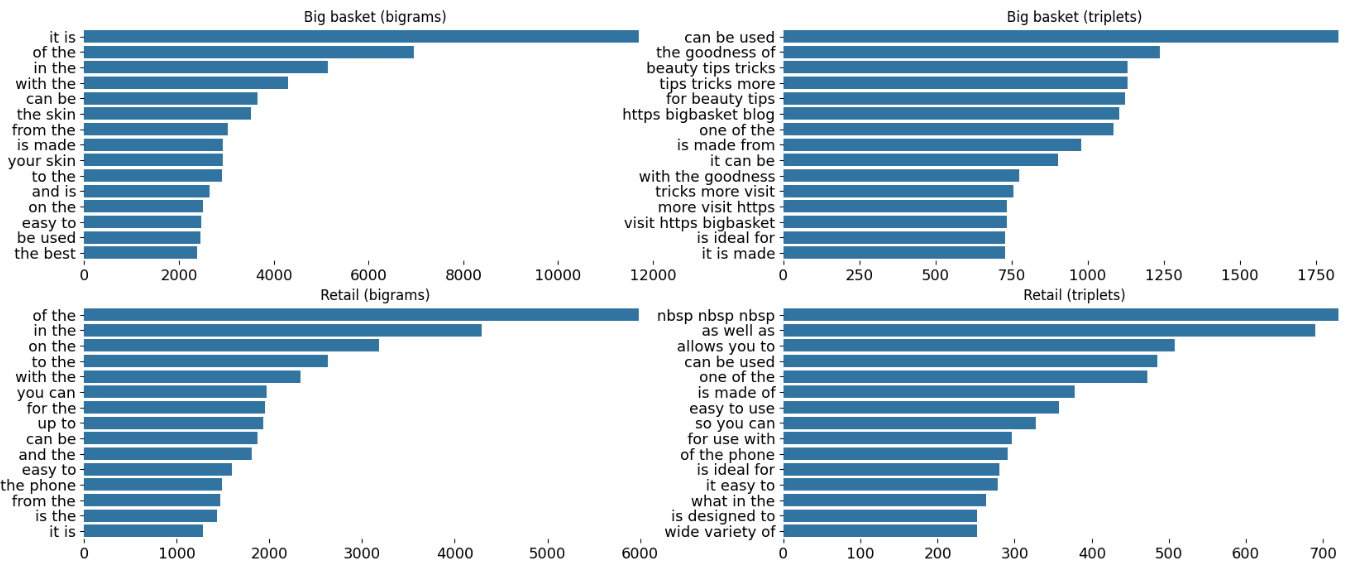 Big basket (bigrams)
it is
of the
in the
with the
can be
the skin
from the
is made
your skin
to the
and is
on the
easy to
be used
the best
0 2000 4000 6000 8000 10000 12000
Big basket (triplets)
can be used
the goodness of
beauty tips tricks
tips tricks more
for beauty tips
https bigbasket blog
one of the
is made from
it can be
with the goodness
tricks more visit
more visit https
visit https bigbasket
is ideal for
it is made
0 250 500 750 1000 1250 1500 1750
Retail (bigrams)
of the
in the
on the
to the
with the
you can
for the
up to
can be
and the
easy to
the phone
from the
is the
it is
0 1000 2000 3000 4000 5000 6000
Retail (triplets)
nbsp nbsp nbsp
as well as
allows you to
can be used
one of the
is made of
easy to use
so you can
for use with
of the phone
is ideal for
it easy to
what in the
is designed to
wide variety of
0 100 200 300 400 500 600 700